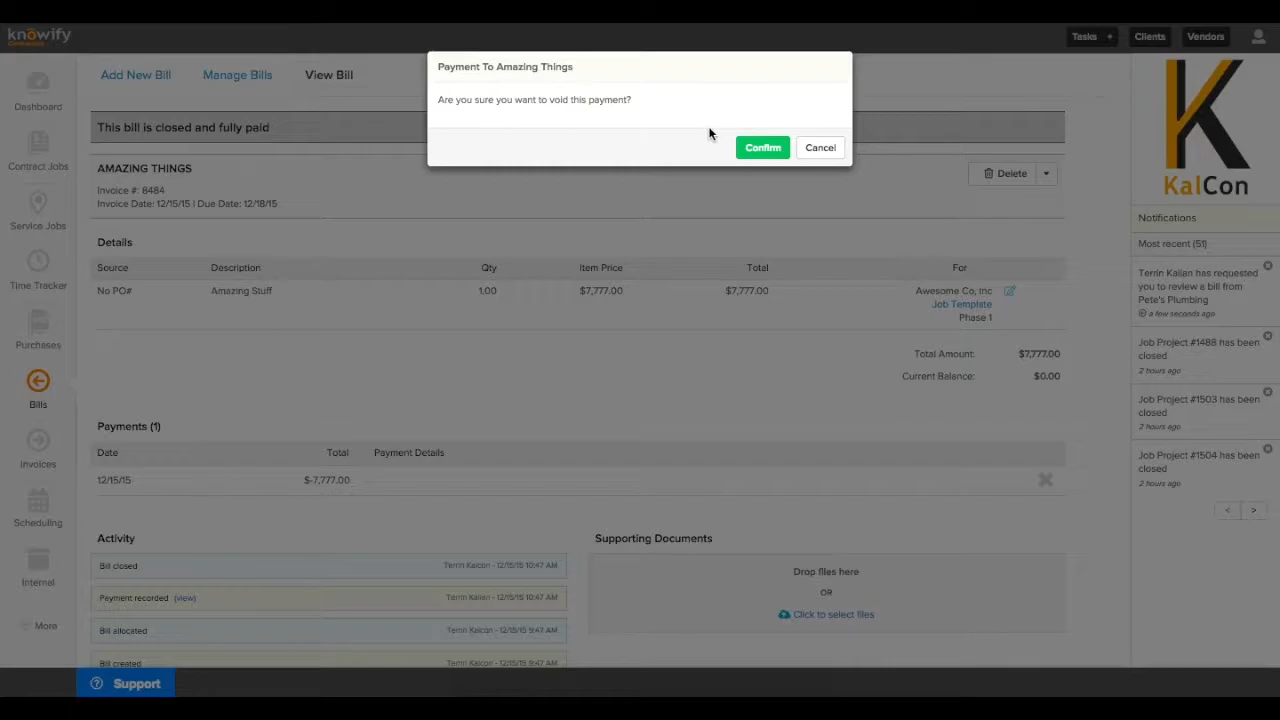 knowify
Tasks +
Clients
Vendors
Add New Bill
Manage Bills
View Bill
Payment To Amazing Things
Are you sure you want to void this payment?
Confirm
Cancel
This bill is closed and fully paid
AMAZING THINGS
Invoice #: 8484
Invoice Date: 12/15/15 | Due Date: 12/18/15
Delete
Details
Source Description Qty Item Price Total For
No PO# Amazing Stuff 1.00 $7,777.00 $7,777.00 Awesome Co, Inc
Job Template
Phase 1
Total Amount: $7,777.00
Current Balance: $0.00
Payments (1)
Date Total Payment Details
12/15/15 $-7,777.00
Activity
Bill closed Terrin Kalcon - 12/15/15 10:47 AM
Payment recorded (view) Terrin Kalien - 12/15/15 10:47 AM
Bill allocated Terrin Kalcon - 12/15/15 9:47 AM
Bill created Terrin Kalcon - 12/15/15 9:47 AM
Supporting Documents
Drop files here
OR
Click to select files
Dashboard
Contract Jobs
Service Jobs
Time Tracker
Purchases
Bills
Invoices
Scheduling
Internal
More
Support
KalCon
Notifications
Most recent (51)
Terrin Kalien has requested
you to review a bill from
Pete's Plumbing
a few seconds ago
Job Project #1488 has been
closed
2 hours ago
Job Project #1503 has been
closed
2 hours ago
Job Project #1504 has been
closed
2 hours ago
< >